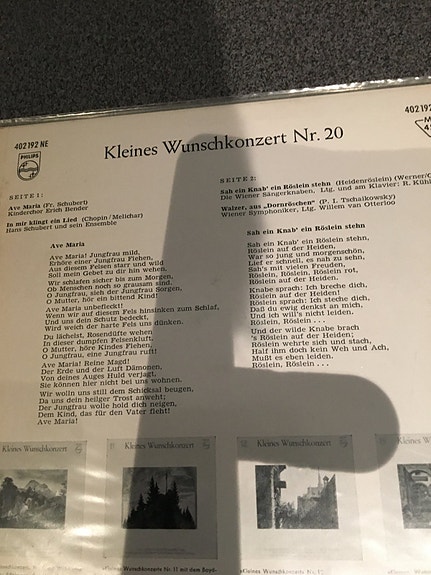 402 192 NE
402 192
PHILIPS
Kleines Wunschkonzert Nr. 20
SEITE 1:
Ave Maria (Fr. Schubert)
Kinderchor Erich Bender
In mir klingt ein Lied (Chopin / Melichar)
Hans Schubert und sein Ensemble
Ave Maria
Ave Maria! Jungfrau mild,
Erhöre einer Jungfrau Flehen,
Aus diesem Felsen starr und wild
Soll mein Gebet zu dir hin wehen,
Wir schlafen sicher bis zum Morgen,
Ob Menschen noch so grausam sind.
O Jungfrau, sieh der Jungfrau Sorgen,
O Mutter, hör ein bittend Kind!
Ave Maria unbefleckt!
Wenn wir auf diesem Fels hinsinken zum Schlaf,
Und uns dein Schutz bedeckt,
Wird weich der harte Fels uns dünken.
Du lächelst, Rosendüfte wehen
In dieser dumpfen Felsenkluft,
O Mutter, höre Kindes Flehen,
O Jungfrau, eine Jungfrau ruft!
Ave Maria! Reine Magd!
Der Erde und der Luft Dämonen,
Von deines Auges Huld verjagt,
Sie können hier nicht bei uns wohnen.
Wir wolln uns still dem Schicksal beugen,
Da uns dein heilger Trost anweht;
Der Jungfrau wolle hold dich neigen,
Dem Kind, das für den Vater fleht!
Ave Maria!
SEITE 2:
Sah ein Knab' ein Röslein stehn (Heidenröslein) (Werner/
Die Wiener Sängerknaben, Ltg. und am Klavier: R. Kühl
Walzer, aus „Dornröschen" (P. I. Tschaikowsky)
Wiener Symphoniker, Ltg. Willem van Otterloo
Sah ein Knab' ein Röslein stehn
Sah ein Knab' ein Röslein stehn,
Röslein auf der Heiden,
War so jung und morgenschön,
Lief er schnell, es nah zu sehn,
Sah's mit vielen Freuden,
Röslein, Röslein, Röslein rot,
Röslein auf der Heiden.
Knabe sprach: Ich breche dich,
Röslein auf der Heiden!
Röslein sprach: Ich steche dich,
Daß du ewig denkst an mich,
Und ich will's nicht leiden.
Röslein, Röslein . . .
Und der wilde Knabe brach
's Röslein auf der Heiden;
Röslein wehrte sich und stach,
Half ihm doch kein Weh und Ach,
Mußt es eben leiden.
Röslein, Röslein . . .
Kleines Wunschkonzert
Kleines Wunschkonzert
Kleines Wunschkonzert
Kleines Wun
»Kleines Wunschkonzerts Nr. 11 mit dem Boyd-